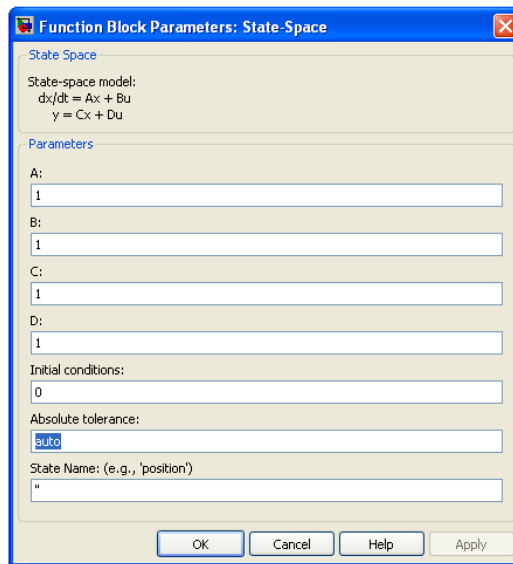 Function Block Parameters: State-Space
State Space
State-space model:
dx/dt = Ax + Bu
y = Cx + Du
Parameters
A:
1
B:
1
C:
1
D:
1
Initial conditions:
0
Absolute tolerance:
auto
State Name: (e.g., 'position')
''
OK Cancel Help Apply